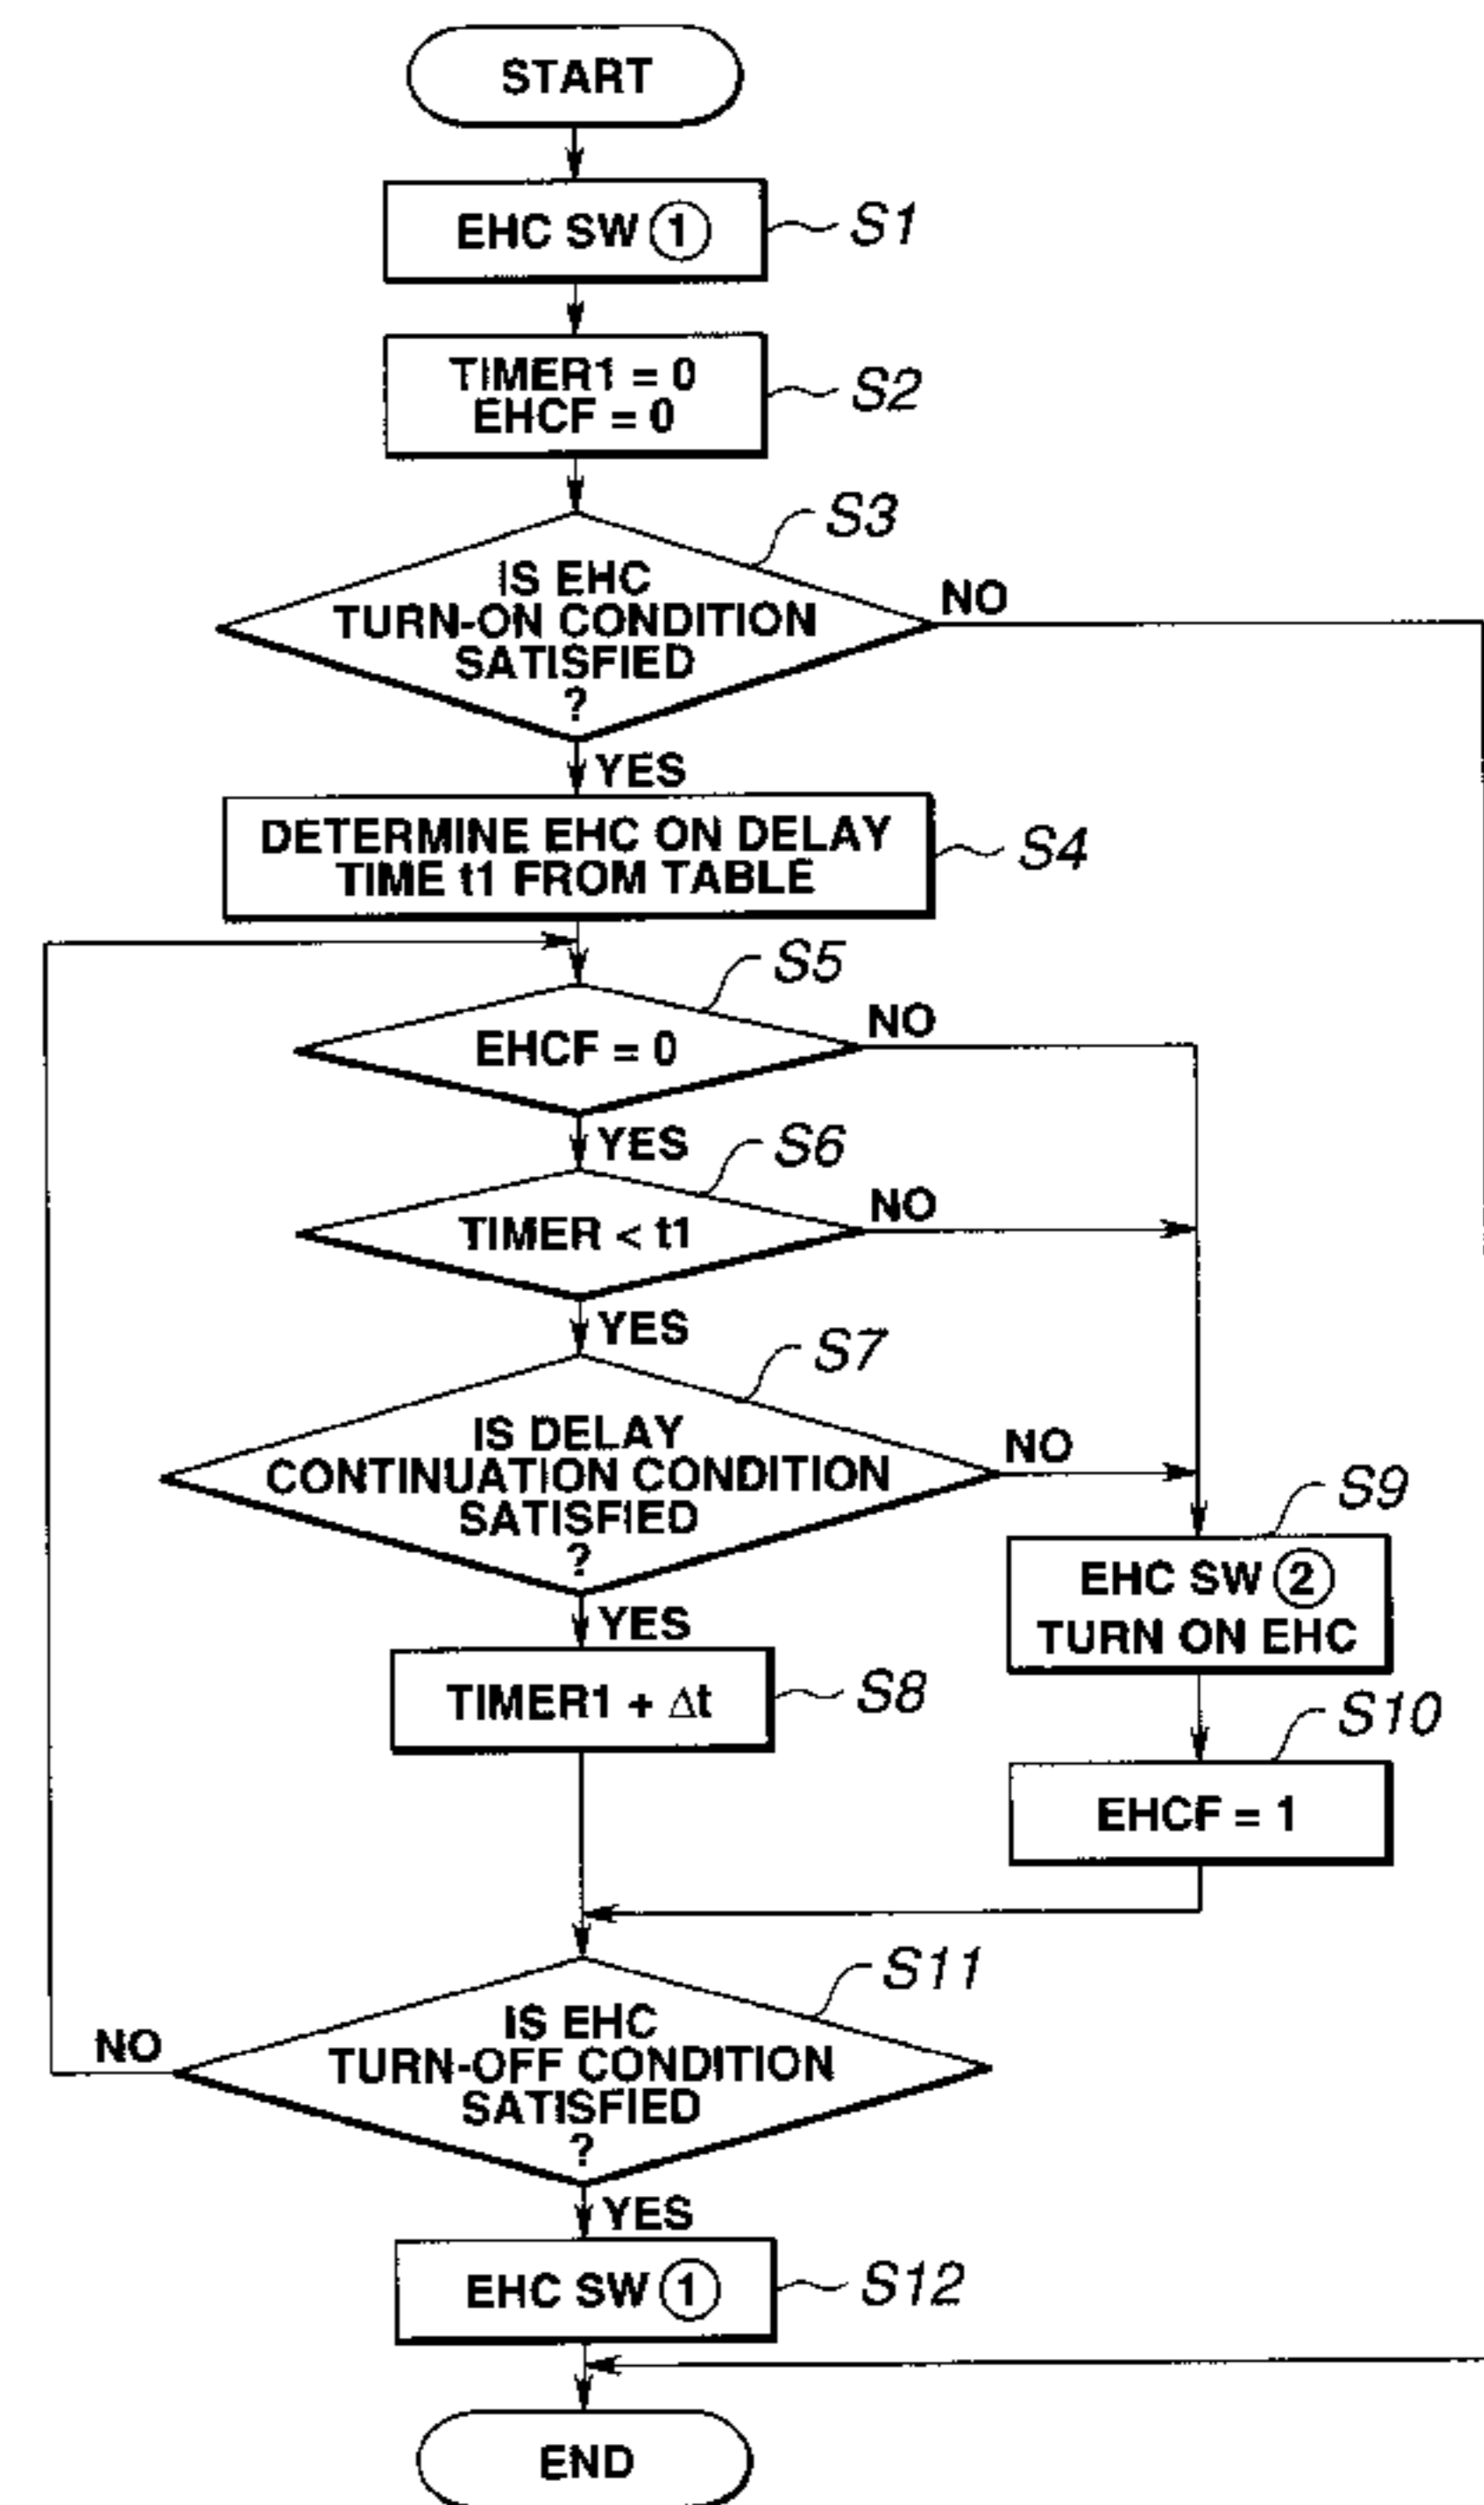 START
EHC SW ①
S1
TIMER1 = 0
EHCF = 0
S2
S3
IS EHC
TURN-ON CONDITION
SATISFIED
?
NO
YES
DETERMINE EHC ON DELAY
TIME t1 FROM TABLE
S4
S5
EHCF = 0
NO
YES
S6
TIMER < t1
NO
YES
S7
IS DELAY
CONTINUATION CONDITION
SATISFIED
?
NO
YES
S9
EHC SW ②
TURN ON EHC
TIMER1 + Δt
S8
S10
EHCF = 1
S11
IS EHC
TURN-OFF CONDITION
SATISFIED
?
NO
YES
EHC SW ①
S12
END